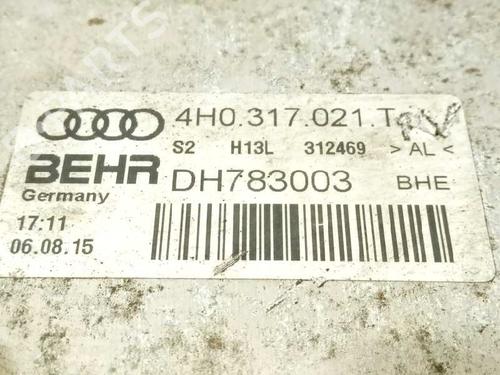 4H0.317.021.T
S2 H13L 312469 > AL <
BEHR DH783003 BHE
Germany
17:11
06.08.15